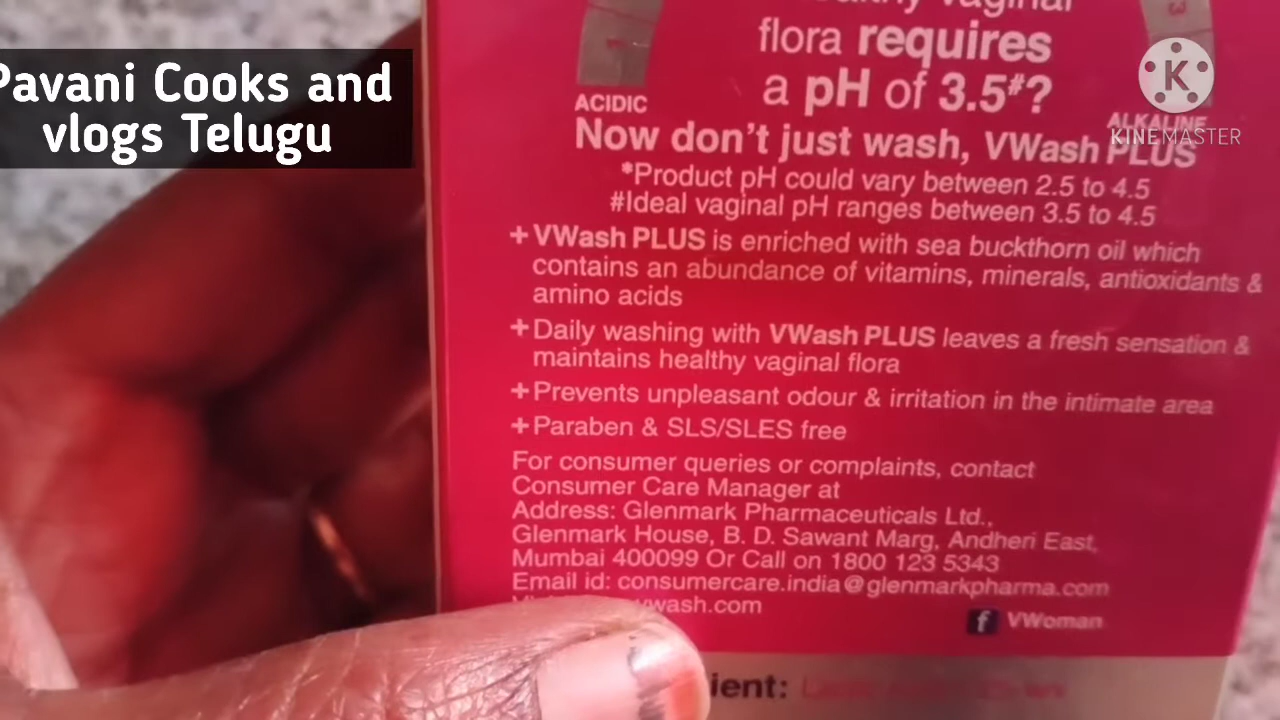 Pavani Cooks and
vlogs Telugu
K
KINEMASTER
vaginal
flora requires
a pH of 3.5#?
ACIDIC
ALKALINE
3
Now don't just wash, VWash PLUS
*Product pH could vary between 2.5 to 4.5
#Ideal vaginal pH ranges between 3.5 to 4.5
+ VWash PLUS is enriched with sea buckthorn oil which
contains an abundance of vitamins, minerals, antioxidants &
amino acids
+ Daily washing with VWash PLUS leaves a fresh sensation &
maintains healthy vaginal flora
+ Prevents unpleasant odour & irritation in the intimate area
+ Paraben & SLS/SLES free
For consumer queries or complaints, contact
Consumer Care Manager at
Address: Glenmark Pharmaceuticals Ltd.,
Glenmark House, B. D. Sawant Marg, Andheri East,
Mumbai 400099 Or Call on 1800 123 5343
Email id: consumercare.india@glenmarkpharma.com
vwash.com
f VWoman
ient: